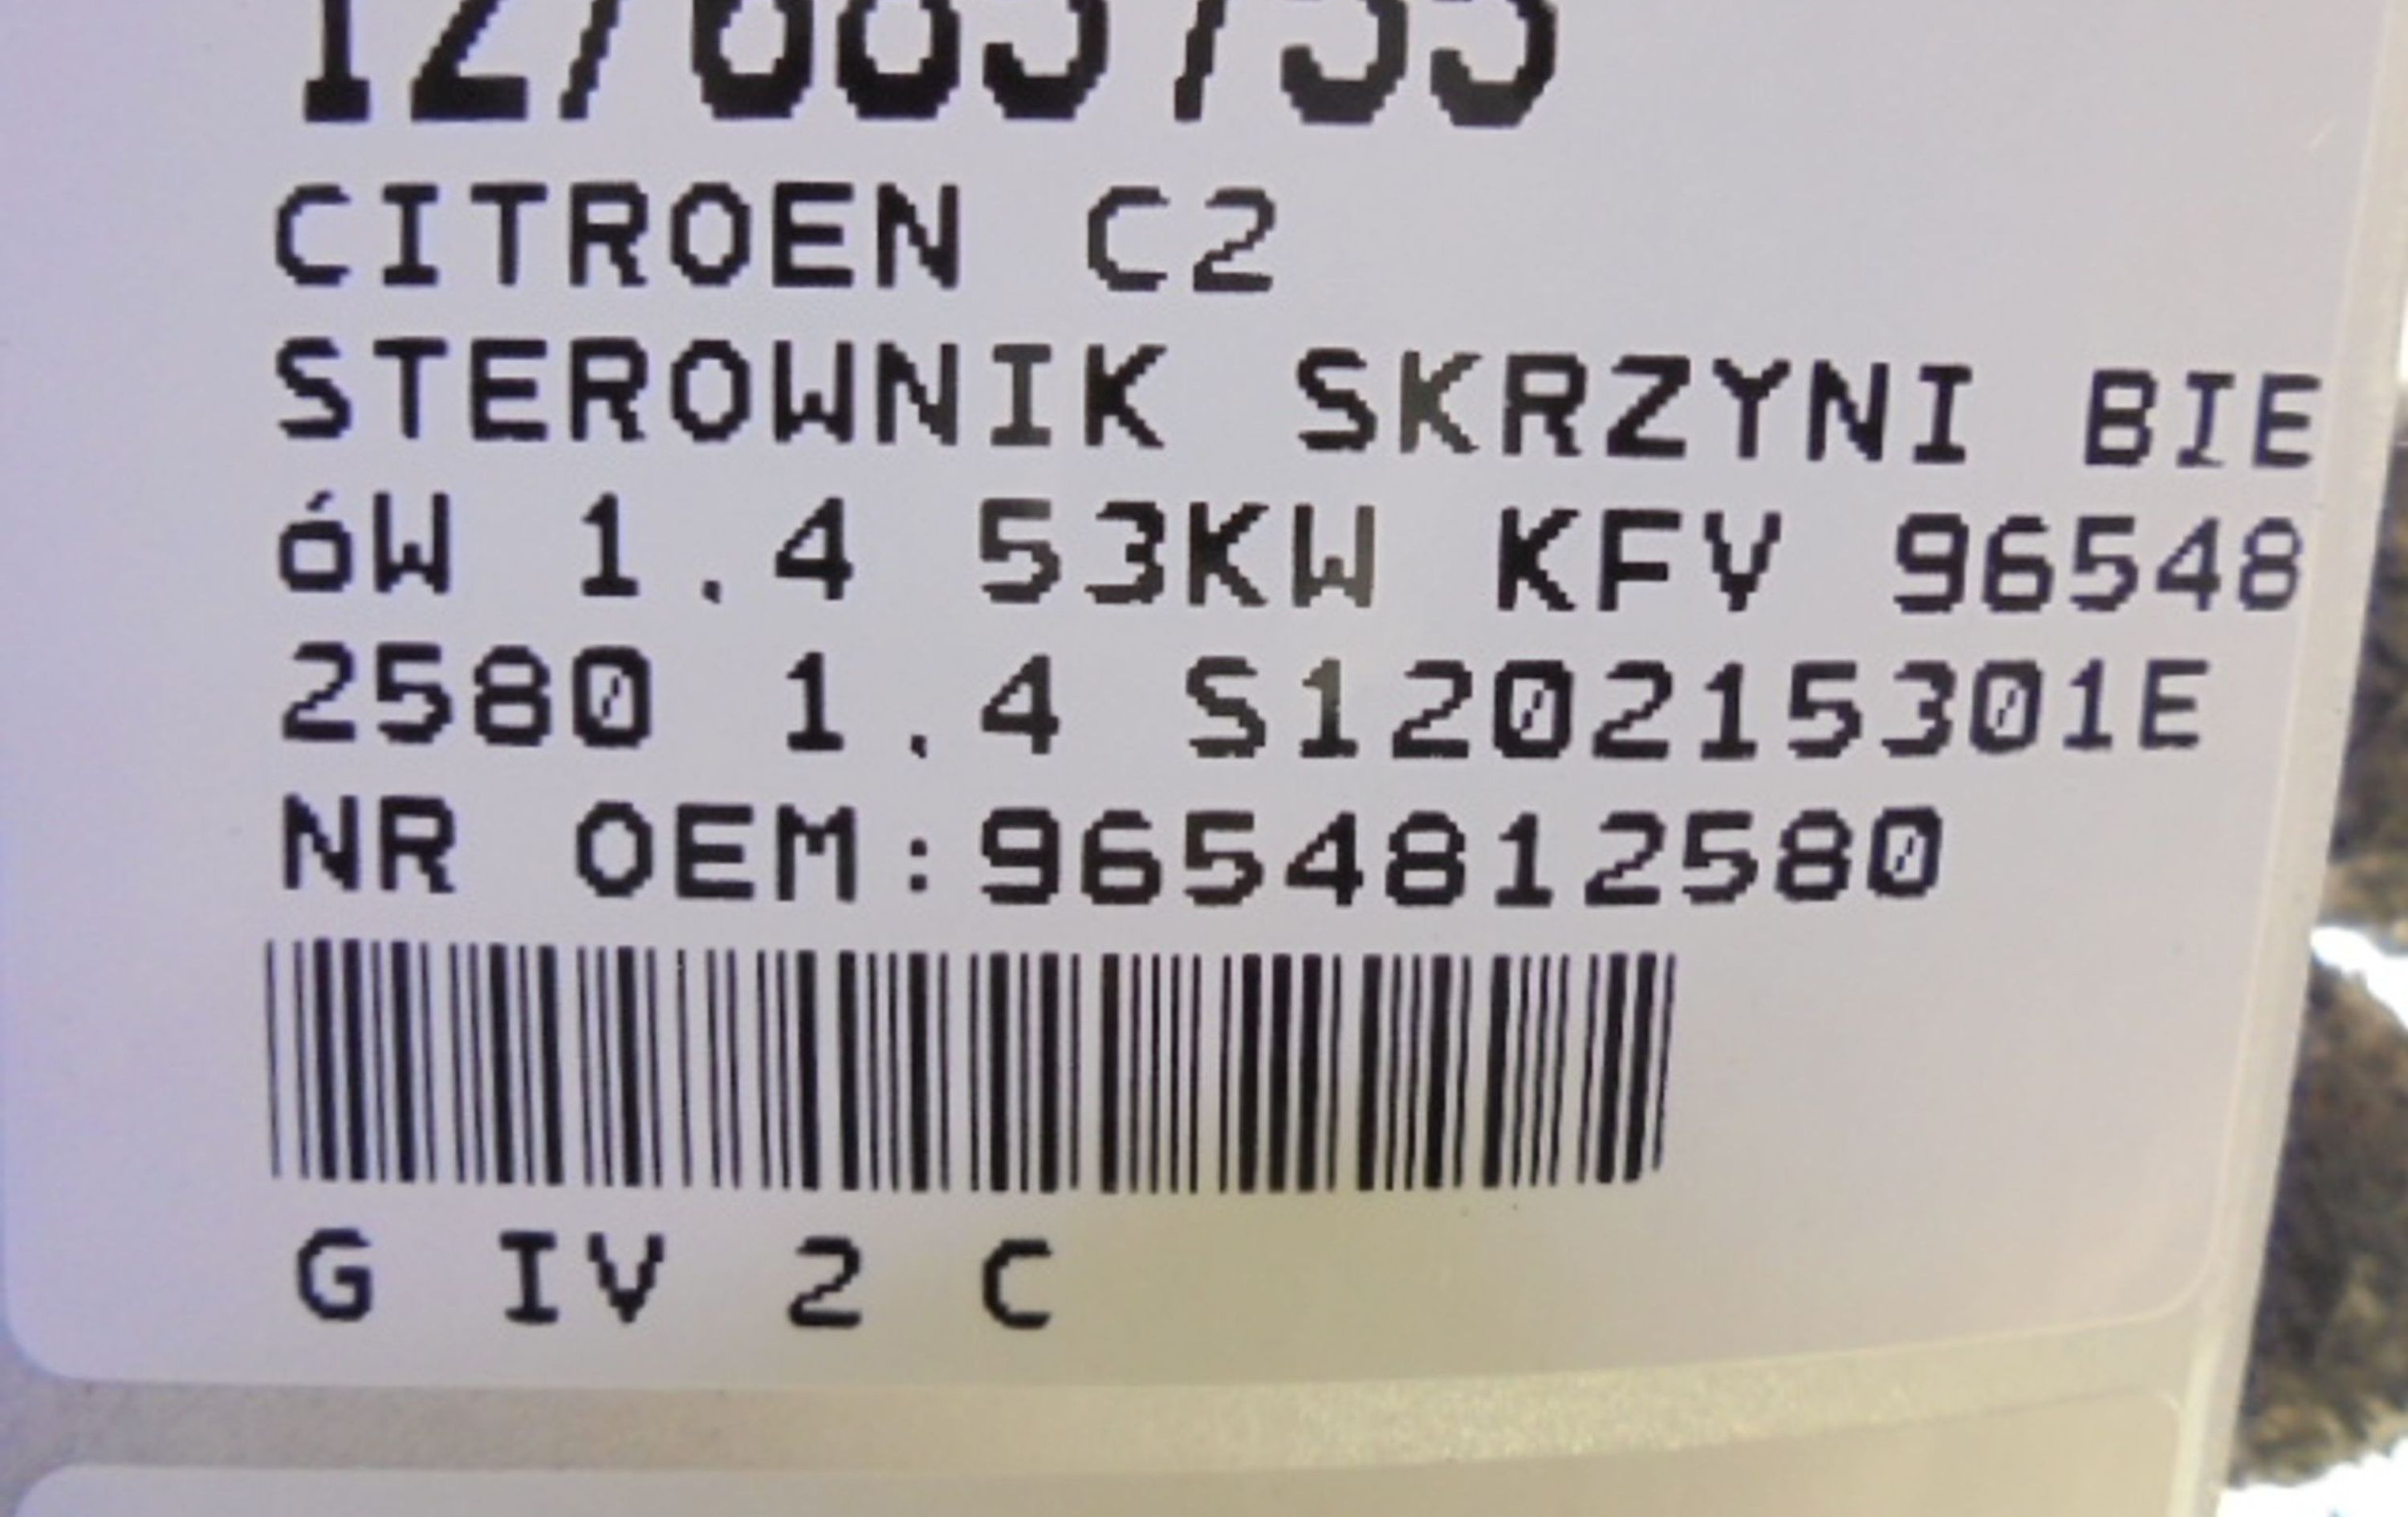 CITROEN C2
STEROWNIK SKRZYNI BIE
óW 1.4 53KW KFV 96548
2580 1.4 S120215301E
NR OEM:9654812580
G IV 2 C